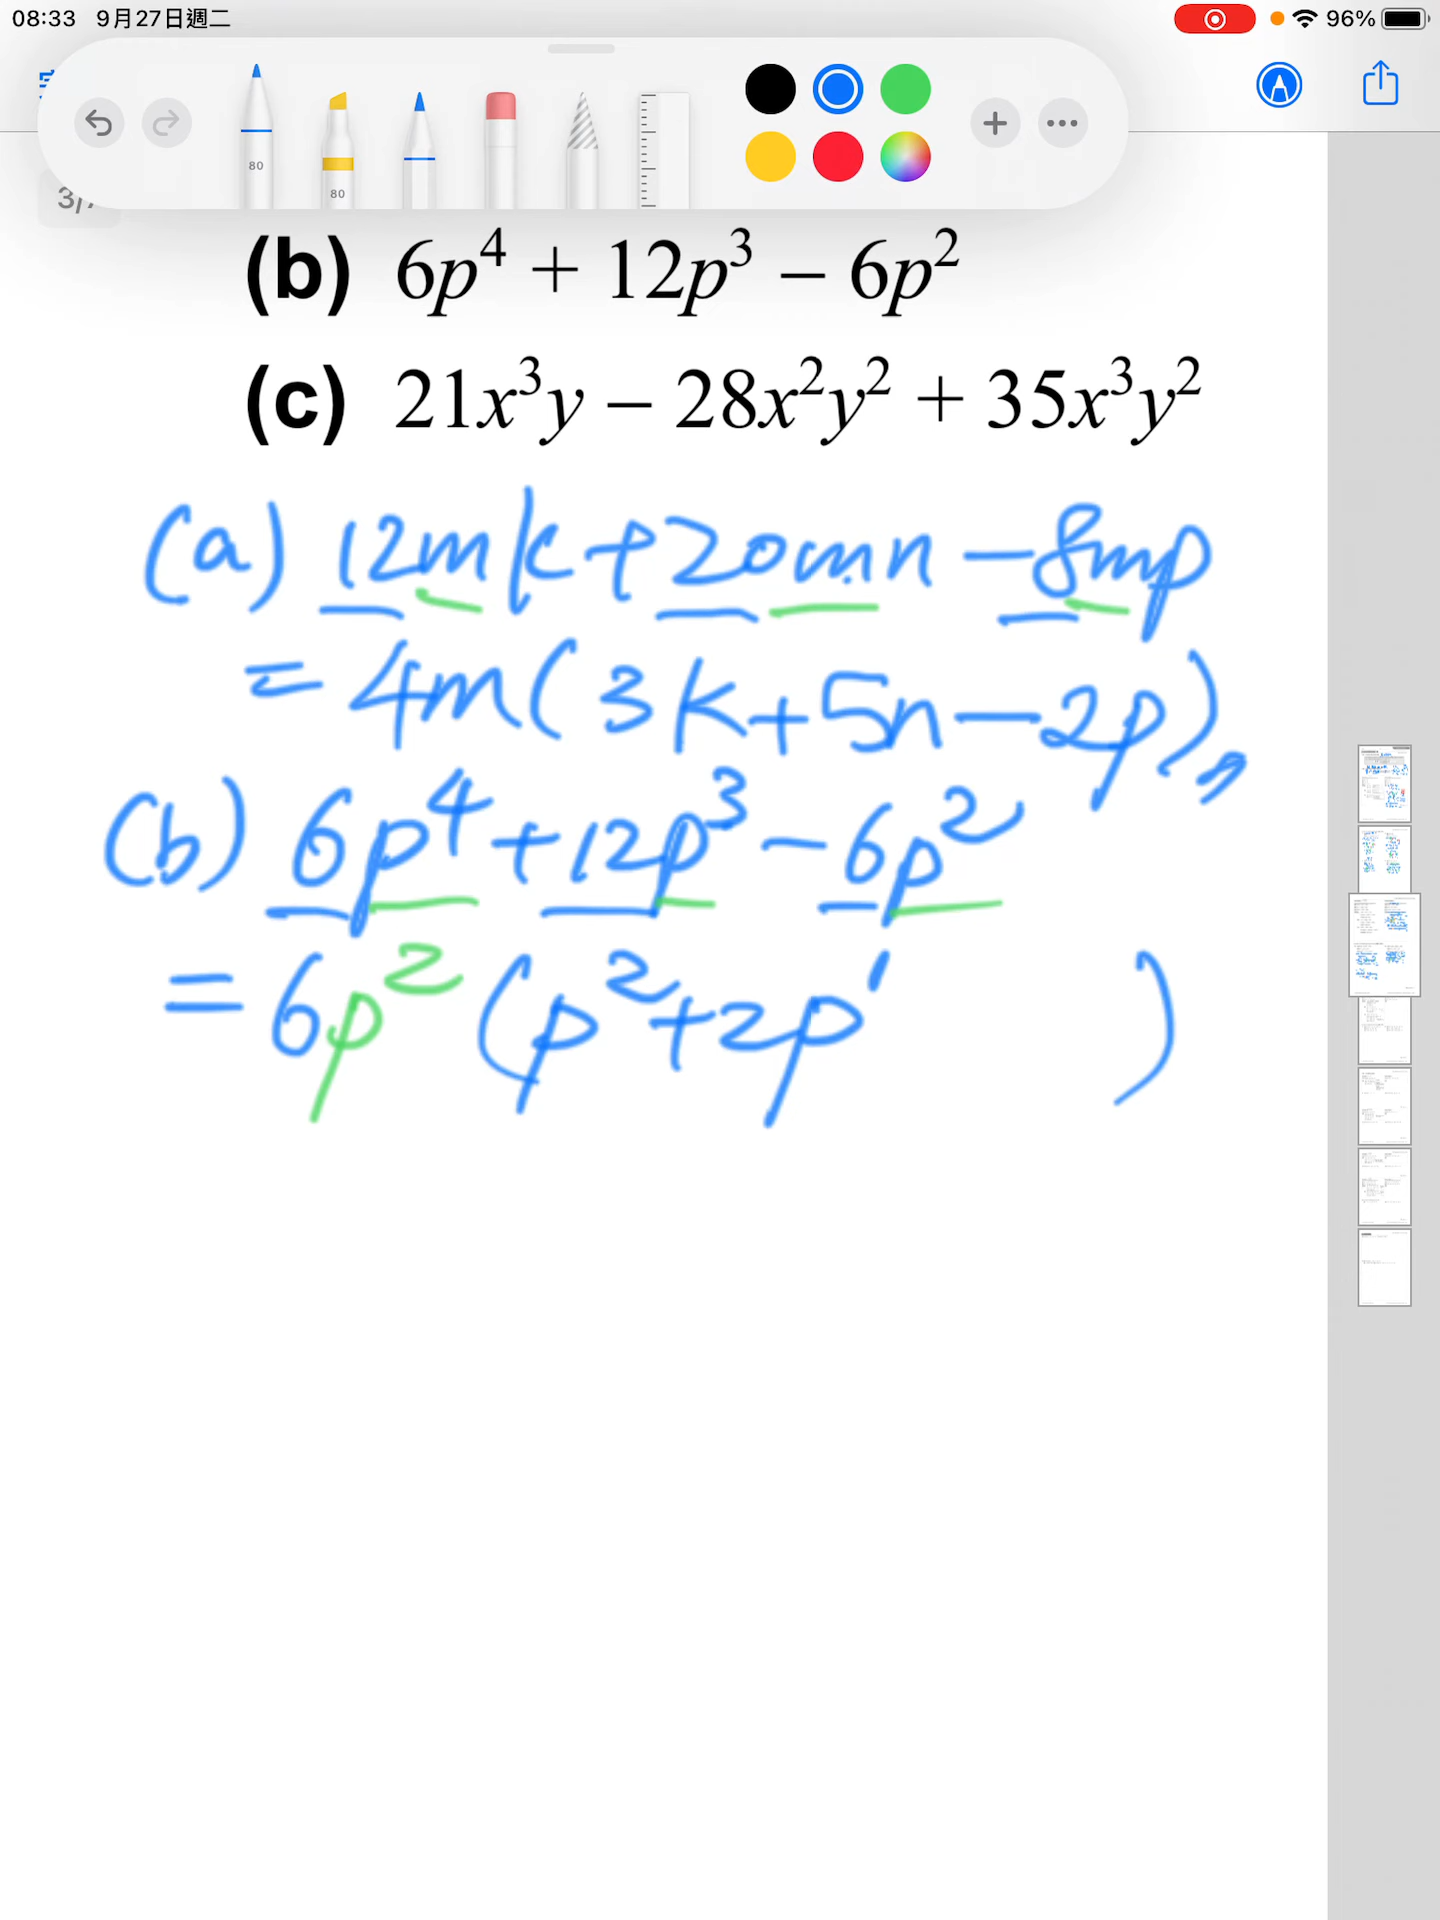 08:33 9月27日週二 96%
80 80
(b) 6p⁴ + 12p³ – 6p²
(c) 21x³y – 28x²y² + 35x³y²
(a) 12mk+20mn-8mp
= 4m(3k+5n-2p)
(b) 6p⁴+12p³-6p²
= 6p²(p²+2p' )